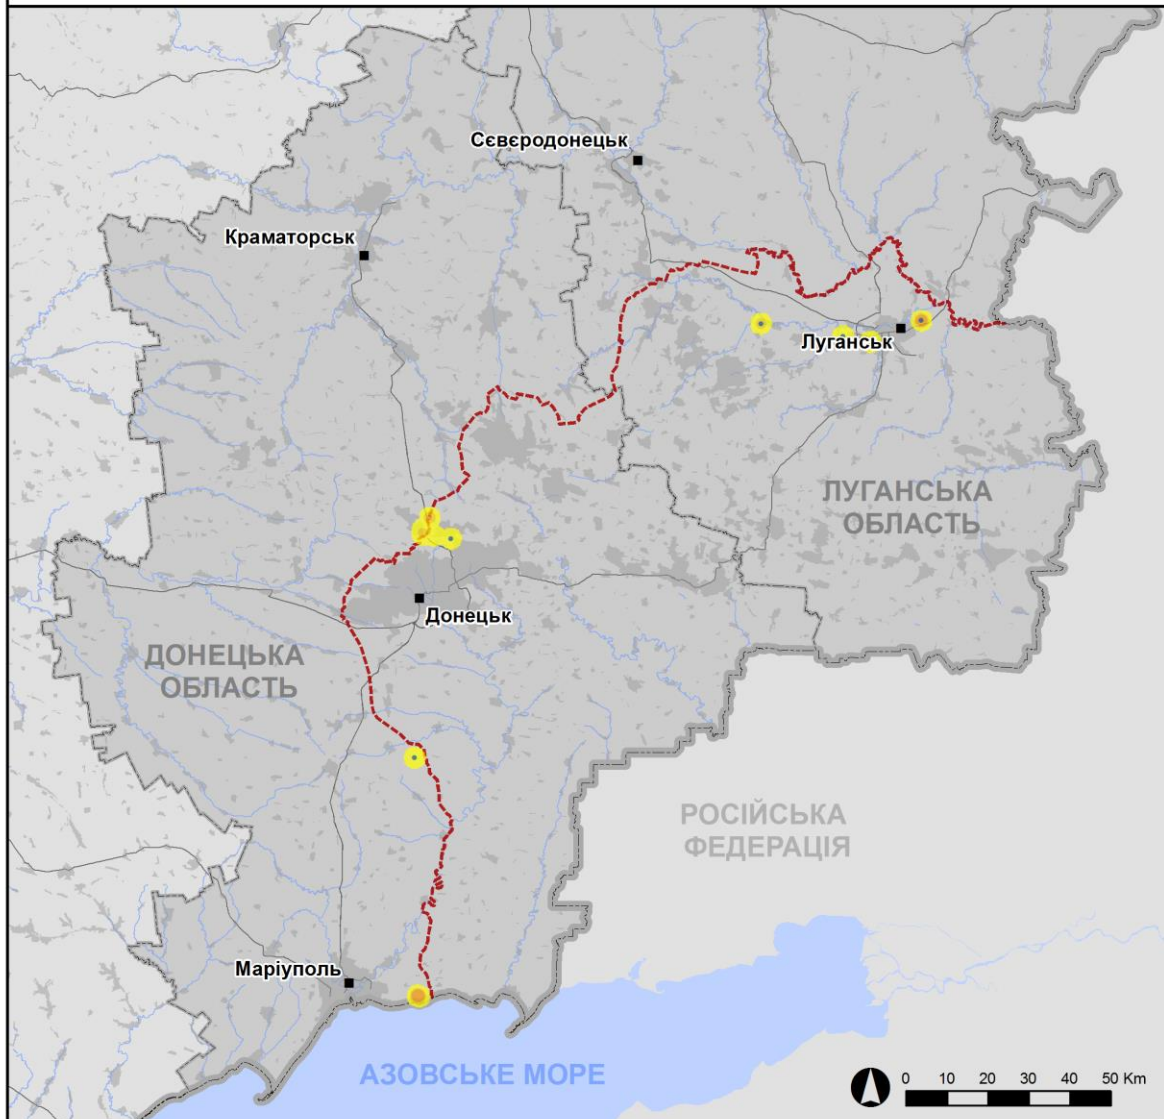 Сєвєродонецьк
Краматорськ
Луганськ
ЛУГАНСЬКА
ОБЛАСТЬ
Донецьк
ДОНЕЦЬКА
ОБЛАСТЬ
РОСІЙСЬКА
ФЕДЕРАЦІЯ
Маріуполь
АЗОВСЬКЕ МОРЕ
0 10 20 30 40 50 Km